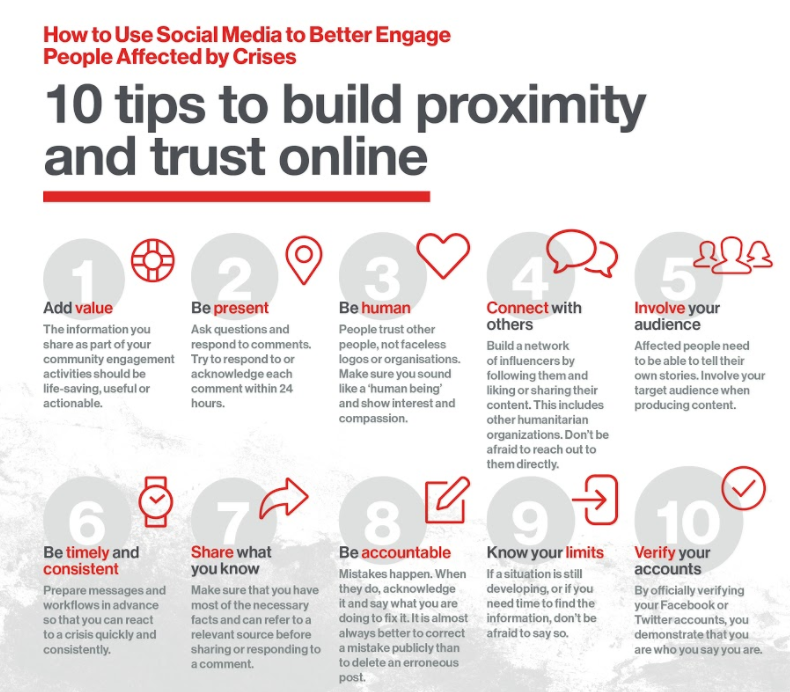 How to Use Social Media to Better Engage
People Affected by Crises
10 tips to build proximity
and trust online
1
Add value
The information you
share as part of your
community engagement
activities should be
life-saving, useful or
actionable.
2
Be present
Ask questions and
respond to comments.
Try to respond to or
acknowledge each
comment within 24
hours.
3
Be human
People trust other
people, not faceless
logos or organisations.
Make sure you sound
like a ‘human being’
and show interest and
compassion.
4
Connect with
others
Build a network
of influencers by
following them and
liking or sharing their
content. This includes
other humanitarian
organizations. Don’t be
afraid to reach out to
them directly.
5
Involve your
audience
Affected people need
to be able to tell their
own stories. Involve your
target audience when
producing content.
6
Be timely and
consistent
Prepare messages and
workflows in advance
so that you can react
to a crisis quickly and
consistently.
7
Share what
you know
Make sure that you have
most of the necessary
facts and can refer to a
relevant source before
sharing or responding to
a comment.
8
Be accountable
Mistakes happen. When
they do, acknowledge
it and say what you are
doing to fix it. It is almost
always better to correct
a mistake publicly than
to delete an erroneous
post.
9
Know your limits
If a situation is still
developing, or if you
need time to find the
information, don’t be
afraid to say so.
10
Verify your
accounts
By officially verifying
your Facebook or
Twitter accounts, you
demonstrate that you
are who you say you are.